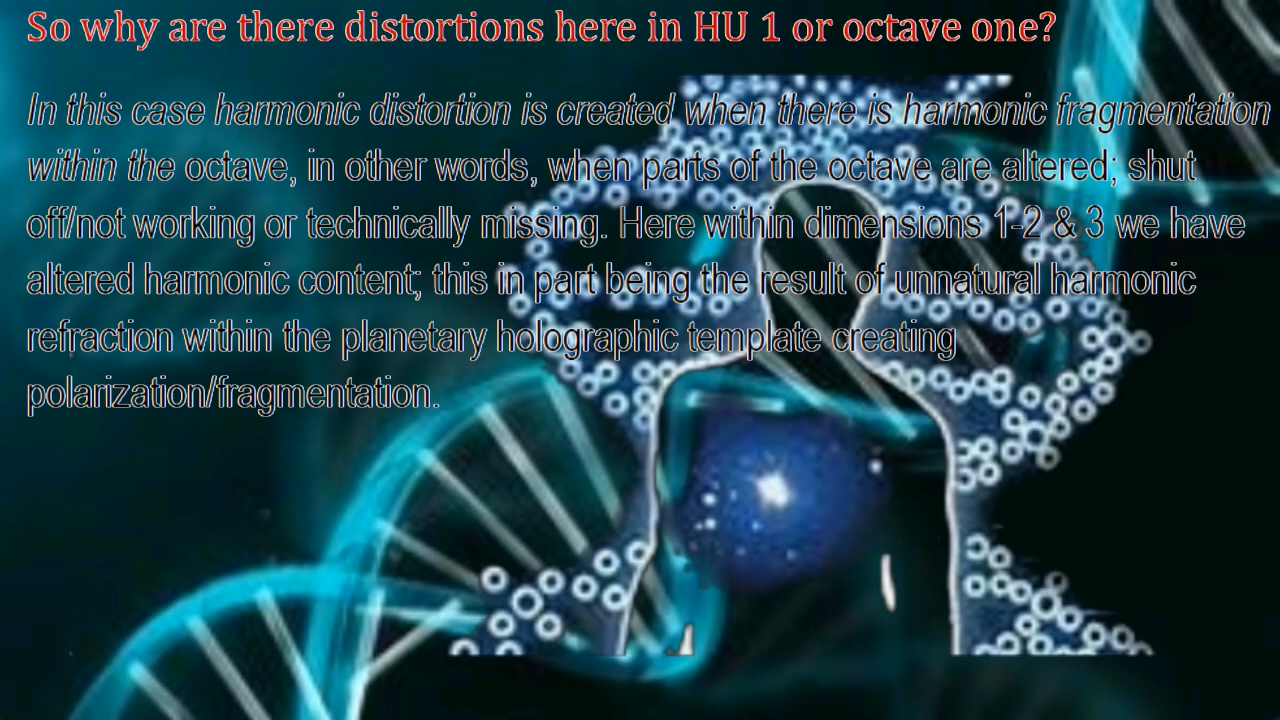 So why are there distortions here in HU 1 or octave one?
In this case harmonic distortion is created when there is harmonic fragmentation
within the octave, in other words, when parts of the octave are altered; shut
off/not working or technically missing. Here within dimensions 1-2 & 3 we have
altered harmonic content; this in part being the result of unnatural harmonic
refraction within the planetary holographic template creating
polarization/fragmentation.